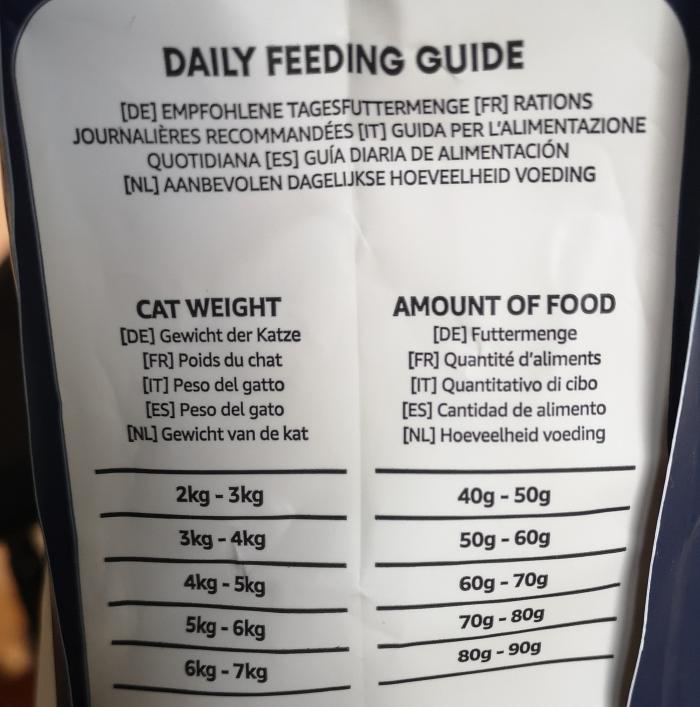 DAILY FEEDING GUIDE
[DE] EMPFOHLENE TAGESFUTTERMENGE [FR] RATIONS
JOURNALIÈRES RECOMMANDÉES [IT] GUIDA PER L'ALIMENTAZIONE
QUOTIDIANA [ES] GUÍA DIARIA DE ALIMENTACIÓN
[NL] AANBEVOLEN DAGELIJKSE HOEVEELHEID VOEDING
CAT WEIGHT AMOUNT OF FOOD
[DE] Gewicht der Katze [DE] Futtermenge
[FR] Poids du chat [FR] Quantité d'aliments
[IT] Peso del gatto [IT] Quantitativo di cibo
[ES] Peso del gato [ES] Cantidad de alimento
[NL] Gewicht van de kat [NL] Hoeveelheid voeding
2kg - 3kg 40g - 50g
3kg - 4kg 50g - 60g
4kg - 5kg 60g - 70g
5kg - 6kg 70g - 80g
6kg - 7kg 80g - 90g